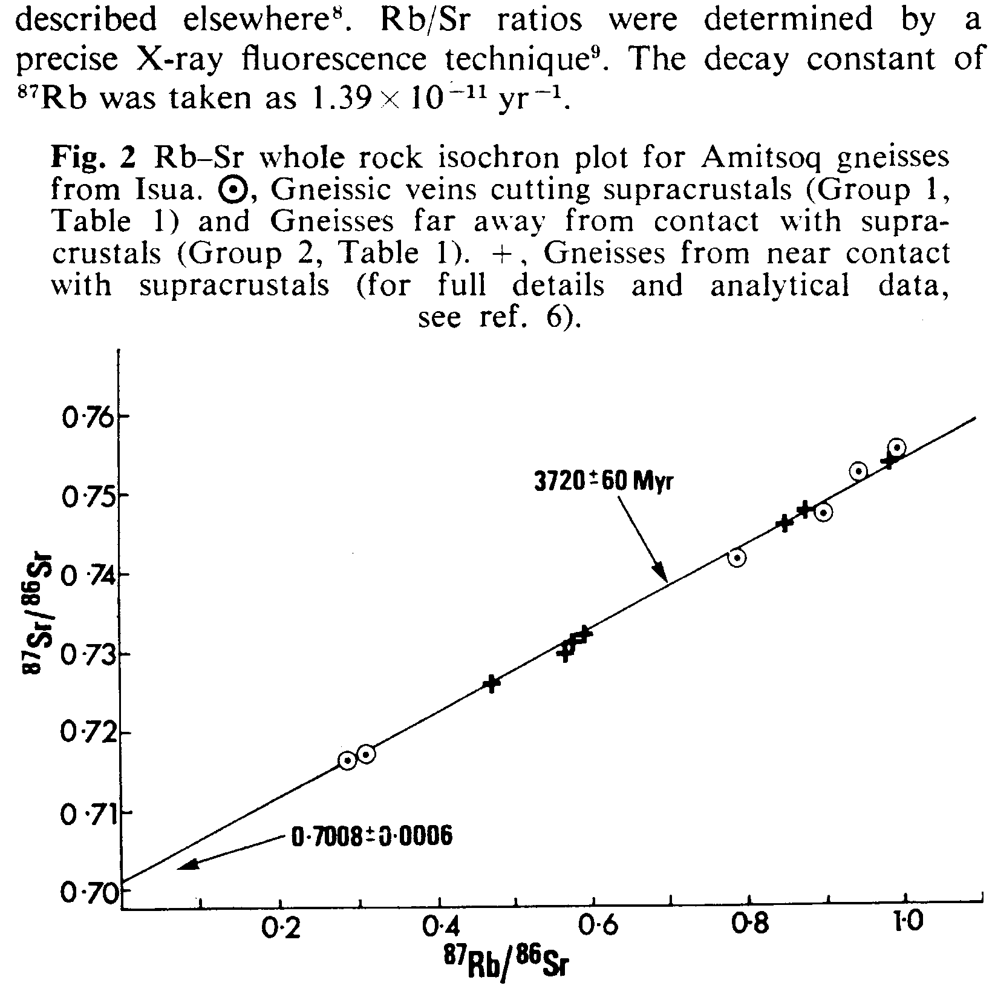 described elsewhere⁸. Rb/Sr ratios were determined by a
precise X-ray fluorescence technique⁹. The decay constant of
⁸⁷Rb was taken as 1.39 × 10⁻¹¹ yr⁻¹.
Fig. 2 Rb–Sr whole rock isochron plot for Amitsoq gneisses
from Isua. ⊙, Gneissic veins cutting supracrustals (Group 1,
Table 1) and Gneisses far away from contact with supra-
crustals (Group 2, Table 1). +, Gneisses from near contact
with supracrustals (for full details and analytical data,
see ref. 6).
0·76
0·75
0·74
0·73
0·72
0·71
0·70
⁸⁷Sr/⁸⁶Sr
3720±60 Myr
0·7008±0·0006
0·2
0·4
0·6
0·8
1·0
⁸⁷Rb/⁸⁶Sr